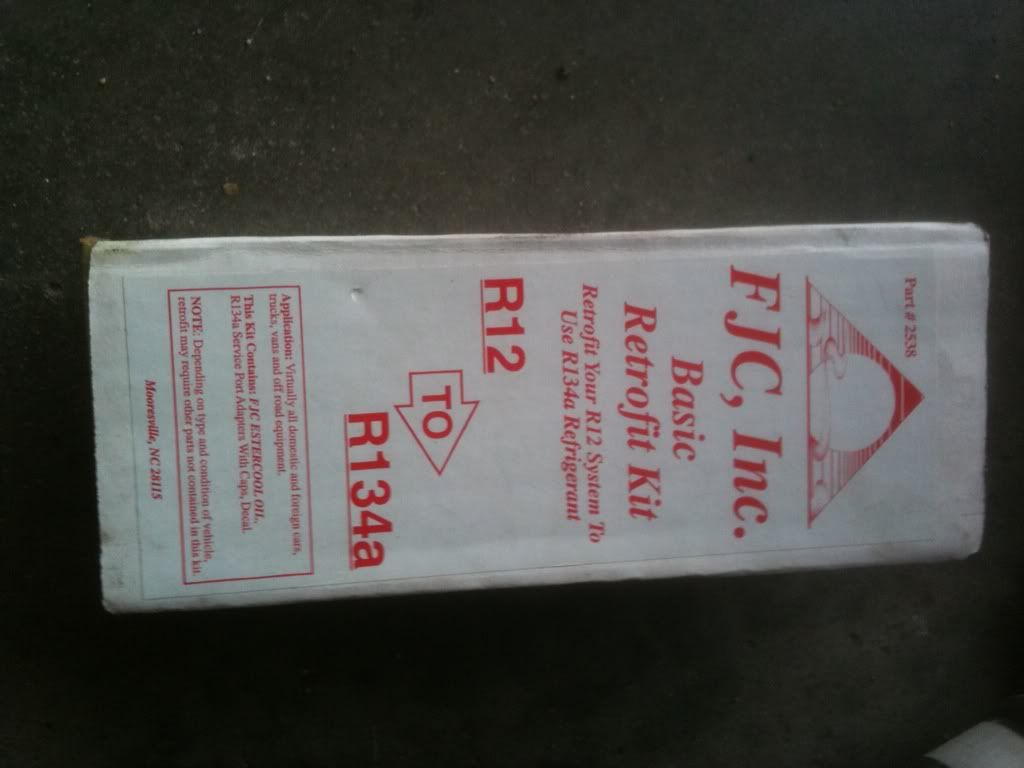 Part # 2538
FJC, Inc.
Basic
Retrofit Kit
Retrofit Your R12 System To
Use R134a Refrigerant
R12
TO
R134a
Application: Virtually all domestic and foreign cars,
trucks, vans and off road equipment.
This Kit Contains: FJC ESTERCOOL OIL,
R134a Service Port Adapters With Caps, Decal.
NOTE: Depending on type and condition of vehicle,
retrofit may require other parts not contained in this kit.
Mooresville, NC 28115